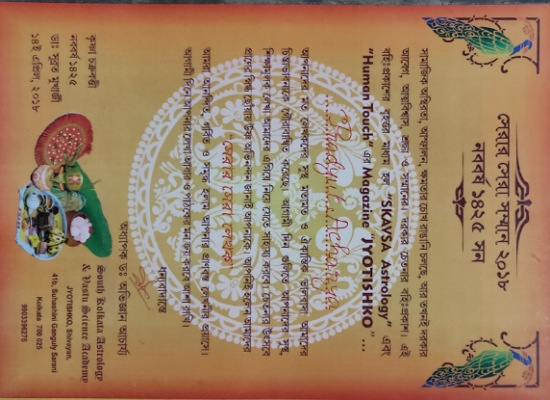 সেরার সেরা সম্মান ২০১৮
নববর্ষ ১৪২৫ সন
সামাজিক অস্থিরতা, আস্ফালন, ক্ষমতার চোখ রাঙানি চলছে, আর তখনই দরকার
আবেগ, আত্মবিশ্বাস, শ্রদ্ধা ও সম্মানের। দরকার চেতনার বহিঃপ্রকাশ। এই
বহিঃপ্রকাশের বৃহত্তর মাধ্যম হল "SKAVSA Astrology" এবং
"Human Touch" এর Magazine "JYOTISHKO" ...
Pradyut Acharya
আপনাদের মত লেখকদের সুস্থ মতামত ও ঐকান্তিক ভালবাসা আমাদের
চিন্তাভাবনাকে গৌরবান্বিত করেছে। আগামী দিন গুলিতে আপনাদের সুস্থ,
শিক্ষামূলক লেখা আমাদের এগিয়ে নিয়ে যেতে সাহায্য করবে। চেতনার উৎসবে
প্রাণের স্নিগ্ধ ছোঁয়ায় উষ্ণ অভিনন্দন জানাই আপনাকে। আপনিই হলেন আমাদের
"সেরার সেরা লেখক"
আমরা আনন্দিত, গর্বিত ও সমৃদ্ধ হলাম আপনার প্রাণবন্ত লেখনীর প্রয়াসে।
আগামী দিনে আপনার লেখা আবার ও পাঠকের মন জয় করবে আশা রাখি।
ধন্যবাদান্তে
অধ্যাপক ডঃ অভিজ্ঞান আচার্য্য
কৃষ্ণা চক্রবর্ত্তী
নববর্ষ ১৪২৫
ডাঃ সুব্রত মুখার্জী
১৪ই এপ্রিল, ২০১৮
South Kolkata Astrology
& Vastu Science Academy
JYOTISHKO, Shivayan,
41b, Suhashini Ganguly Sarani
Kolkata 700 025
9903396276